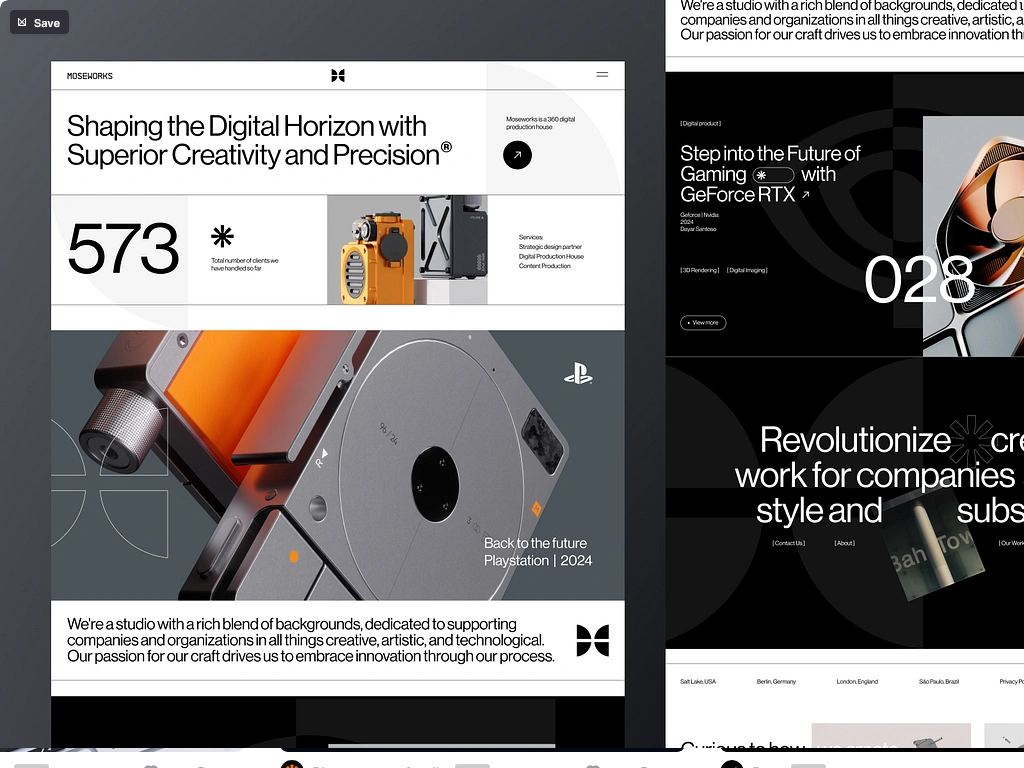 Save
MOSEWORKS
Shaping the Digital Horizon with
Superior Creativity and Precision®
Moseworks is a 360 digital
production house
573
Total number of clients we
have handled so far
Services:
Strategic design partner
Digital Production House
Content Production
96 / 24
R
Back to the future
Playstation | 2024
We're a studio with a rich blend of backgrounds, dedicated to supporting
companies and organizations in all things creative, artistic, and technological.
Our passion for our craft drives us to embrace innovation through our process.
We're a studio with a rich blend of backgrounds, dedicated
companies and organizations in all things creative, artistic, a
Our passion for our craft drives us to embrace innovation th
[ Digital product ]
Step into the Future of
Gaming with
GeForce RTX
Geforce | Nvidia
2024
Dayar Santoso
[ 3D Rendering ] [ Digital Imaging ]
028
View more
Revolutionize cre
work for companies
style and subs
[ Contact Us ] [ About ] [ Our Work
Bah Tow
Salt Lake, USA Berlin, Germany London, England São Paulo, Brazil Privacy Po
Curious to how we create